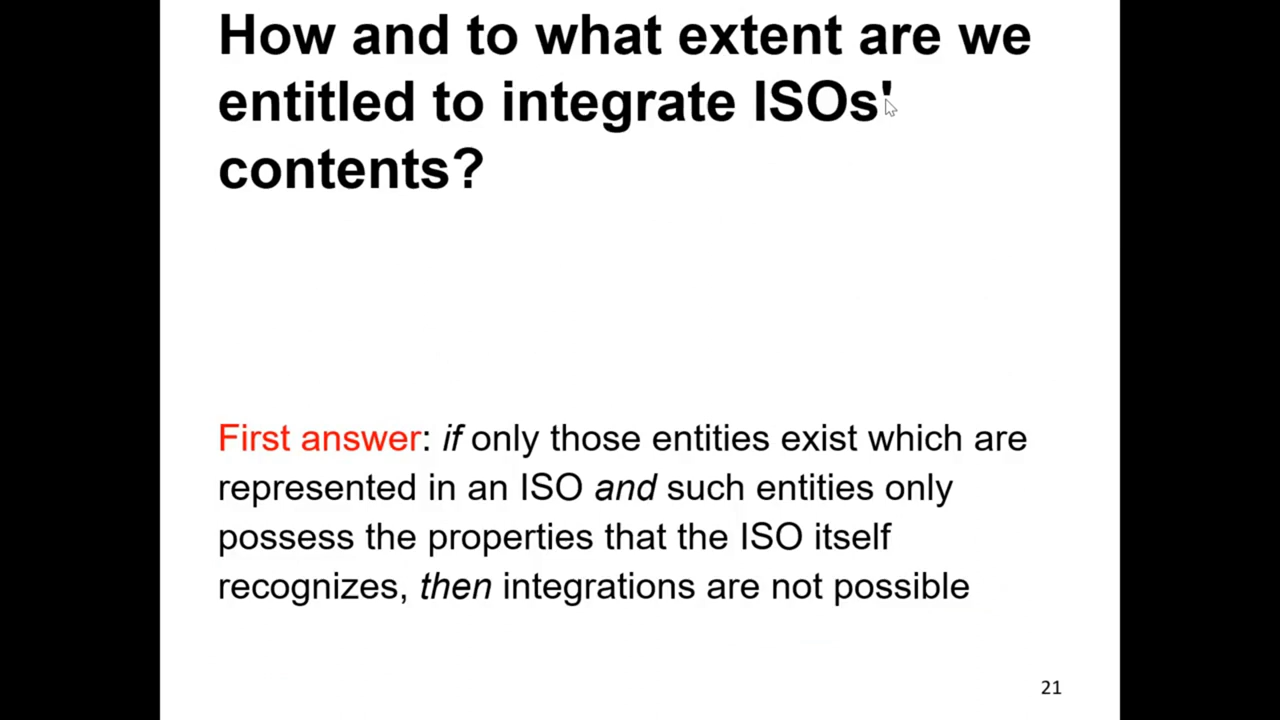 How and to what extent are we
entitled to integrate ISOs'
contents?
First answer: if only those entities exist which are
represented in an ISO and such entities only
possess the properties that the ISO itself
recognizes, then integrations are not possible
21